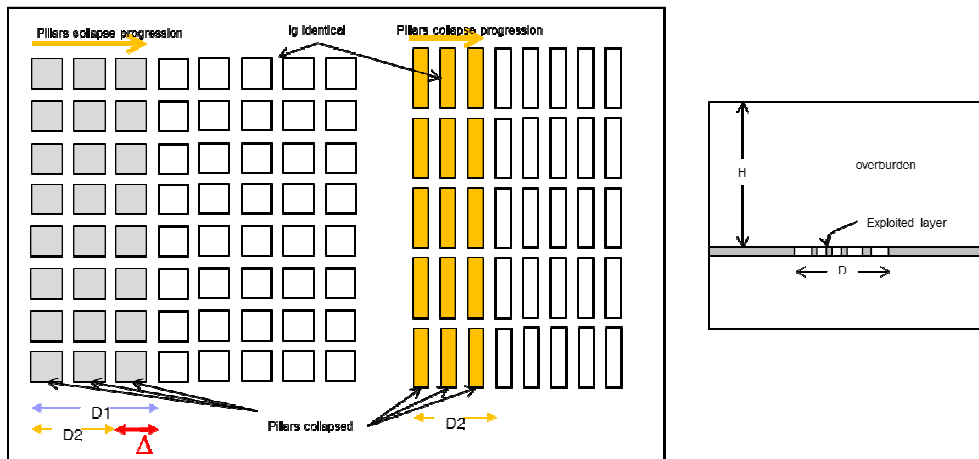 Pillars collapse progression
Ig Identical
Pillars collapse progression
H
overburden
Exploited layer
D
D1
D2
Δ
Pillars collapsed
D2